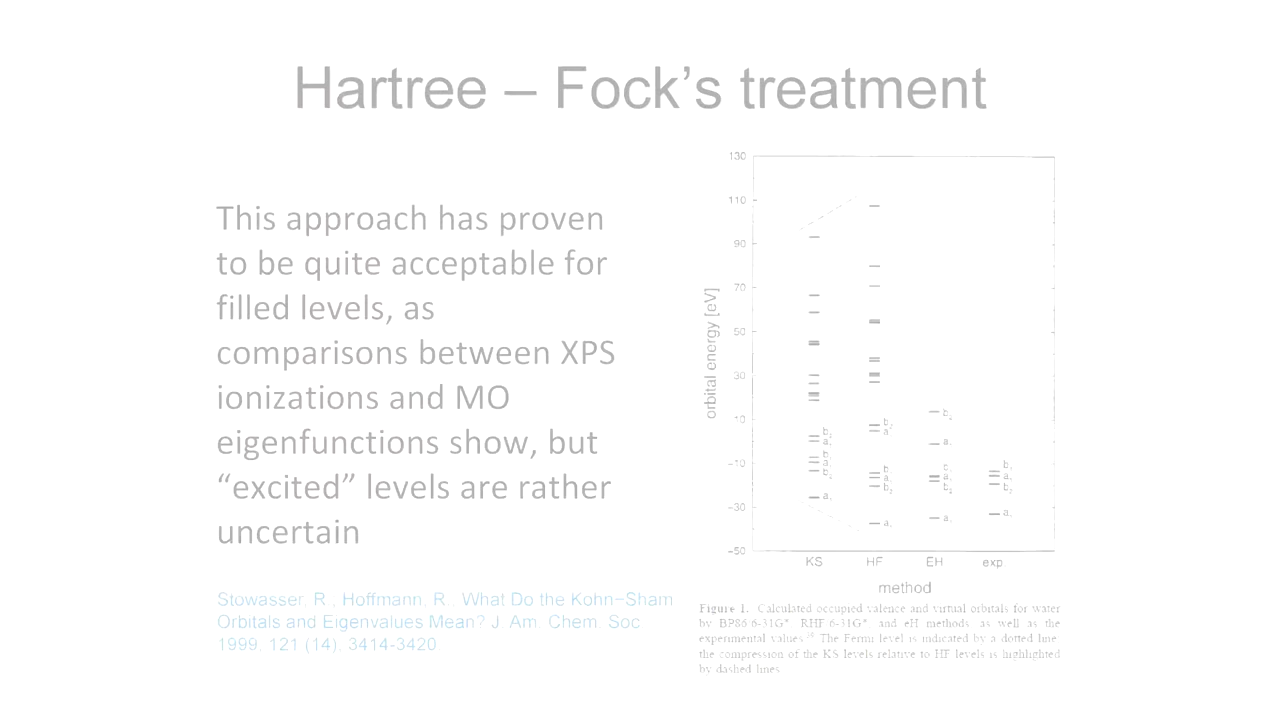 Hartree – Fock’s treatment
This approach has proven
to be quite acceptable for
filled levels, as
comparisons between XPS
ionizations and MO
eigenfunctions show, but
“excited” levels are rather
uncertain
Stowasser, R., Hoffmann, R., What Do the Kohn−Sham
Orbitals and Eigenvalues Mean? J. Am. Chem. Soc
1999, 121 (14), 3414-3420
130
110
90
70
50
30
10
−10
−30
−50
orbital energy [eV]
KS HF EH exp.
method
Figure 1. Calculated occupied valence and virtual orbitals for water
by BP86/6-31G* RHF/6-31G* and eH methods, as well as the
experimental values. The Fermi level is indicated by a dotted line,
the compression of the KS levels relative to HF levels is highlighted
by dashed lines